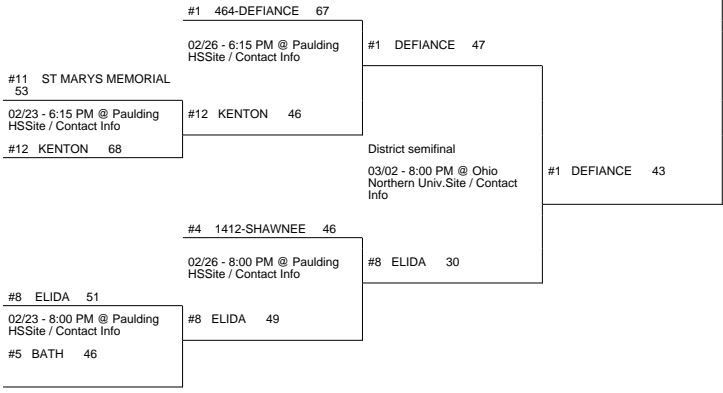 #1 464-DEFIANCE 67
02/26 - 6:15 PM @ Paulding
HSSite / Contact Info
#1 DEFIANCE 47
#11 ST MARYS MEMORIAL
53
02/23 - 6:15 PM @ Paulding
HSSite / Contact Info
#12 KENTON 46
#12 KENTON 68
District semifinal
03/02 - 8:00 PM @ Ohio
Northern Univ.Site / Contact
Info
#1 DEFIANCE 43
#4 1412-SHAWNEE 46
02/26 - 8:00 PM @ Paulding
HSSite / Contact Info
#8 ELIDA 30
#8 ELIDA 51
02/23 - 8:00 PM @ Paulding
HSSite / Contact Info
#8 ELIDA 49
#5 BATH 46